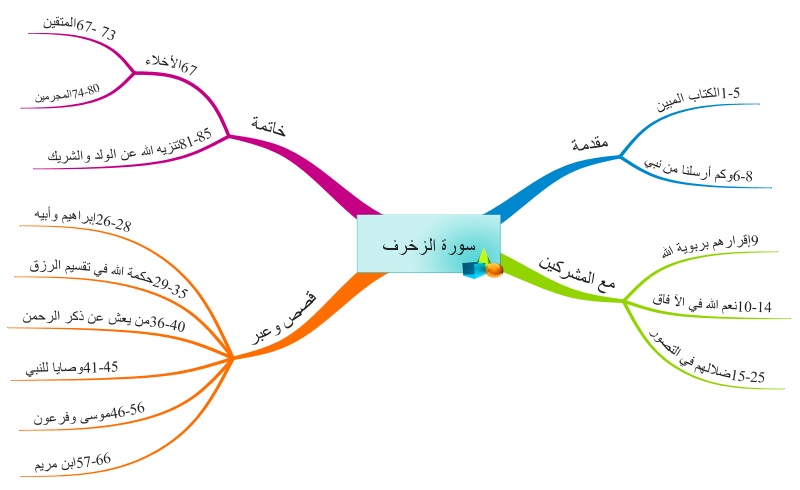 سورة الزخرف
مقدمة
1-5الكتاب المبين
6-8وكم أرسلنا من نبي
مع المشركين
9إقرارهم بربوية الله
10-14نعم الله في الآ فاق
15-25ضلالهم في التصور
قصص وعبر
26-28إبراهيم وأبيه
29-35حكمة الله في تقسيم الرزق
36-40من يعش عن ذكر الرحمن
41-45وصايا للنبي
46-56موسى وفرعون
57-66ابن مريم
خاتمة
67الأخلاء
67- 73المتقين
74-80المجرمين
81-85تنزيه الله عن الولد والشريك